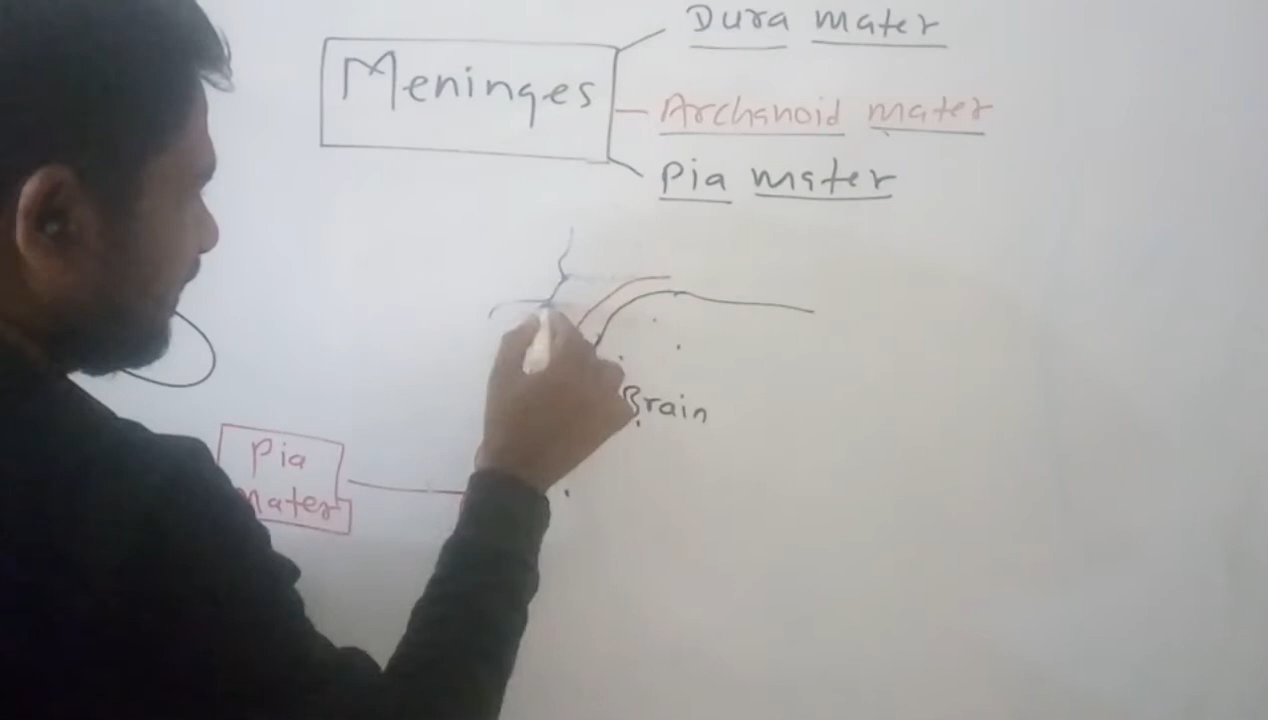 Dura mater
Meninges
Archanoid mater
Pia mater
Brain
Pia
Mater